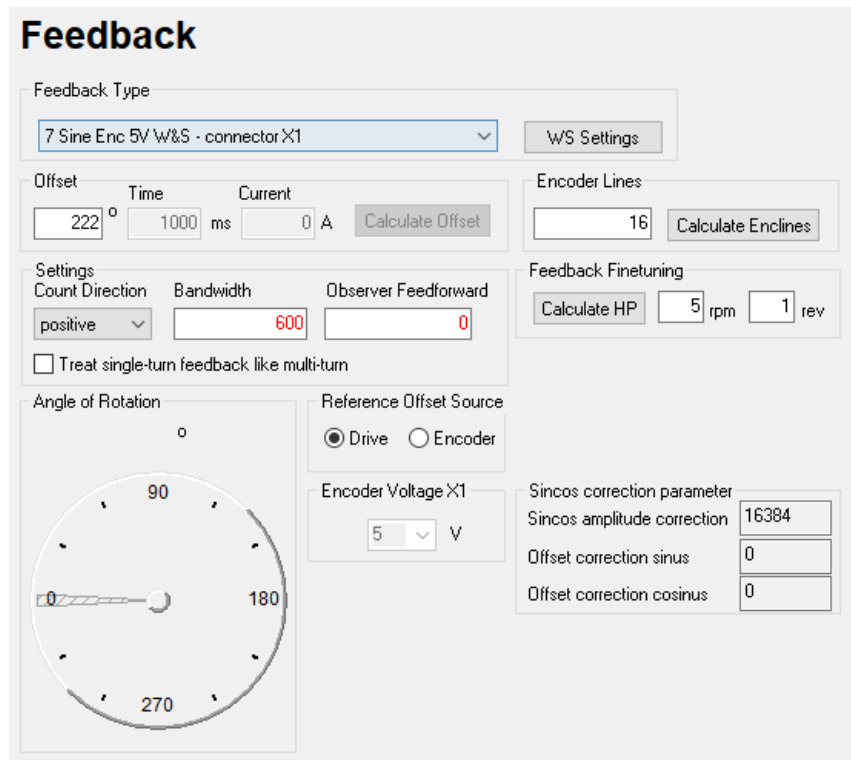 Feedback
Feedback Type
7 Sine Enc 5V W&S - connector X1
WS Settings
Offset
Time
Current
222 °
1000 ms
0 A
Calculate Offset
Encoder Lines
16
Calculate Enclines
Settings
Count Direction
Bandwidth
Observer Feedforward
positive
600
0
Treat single-turn feedback like multi-turn
Feedback Finetuning
Calculate HP
5 rpm
1 rev
Angle of Rotation
°
90
0
180
270
Reference Offset Source
Drive
Encoder
Encoder Voltage X1
5 V
Sincos correction parameter
Sincos amplitude correction
16384
Offset correction sinus
0
Offset correction cosinus
0